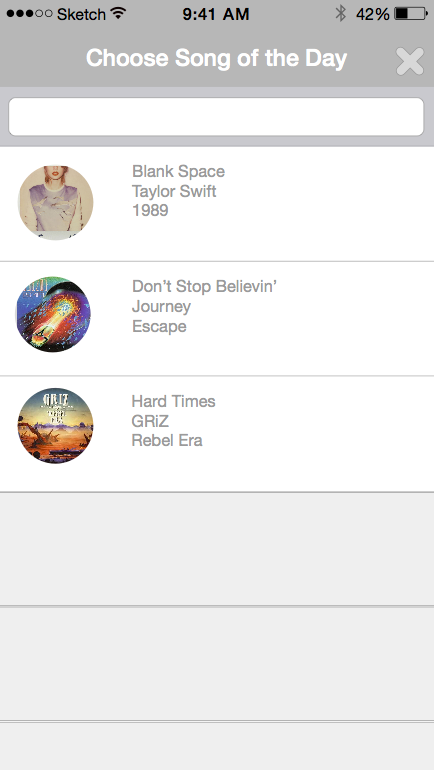 Sketch 9:41 AM 42%
Choose Song of the Day
Blank Space
Taylor Swift
1989
Don’t Stop Believin’
Journey
Escape
GRiZ
Hard Times
GRiZ
Rebel Era